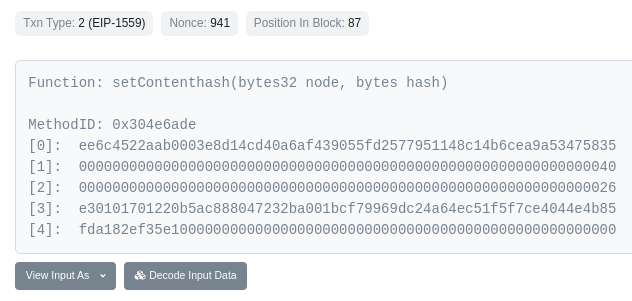 Txn Type: 2 (EIP-1559) Nonce: 941 Position In Block: 87
Function: setContenthash(bytes32 node, bytes hash)
MethodID: 0x304e6ade
[0]: ee6c4522aab0003e8d14cd40a6af439055fd2577951148c14b6cea9a53475835
[1]: 0000000000000000000000000000000000000000000000000000000000000040
[2]: 0000000000000000000000000000000000000000000000000000000000000026
[3]: e30101701220b5ac888047232ba001bcf79969dc24a64ec51f5f7ce4044e4b85
[4]: fda182ef35e10000000000000000000000000000000000000000000000000000
View Input As Decode Input Data